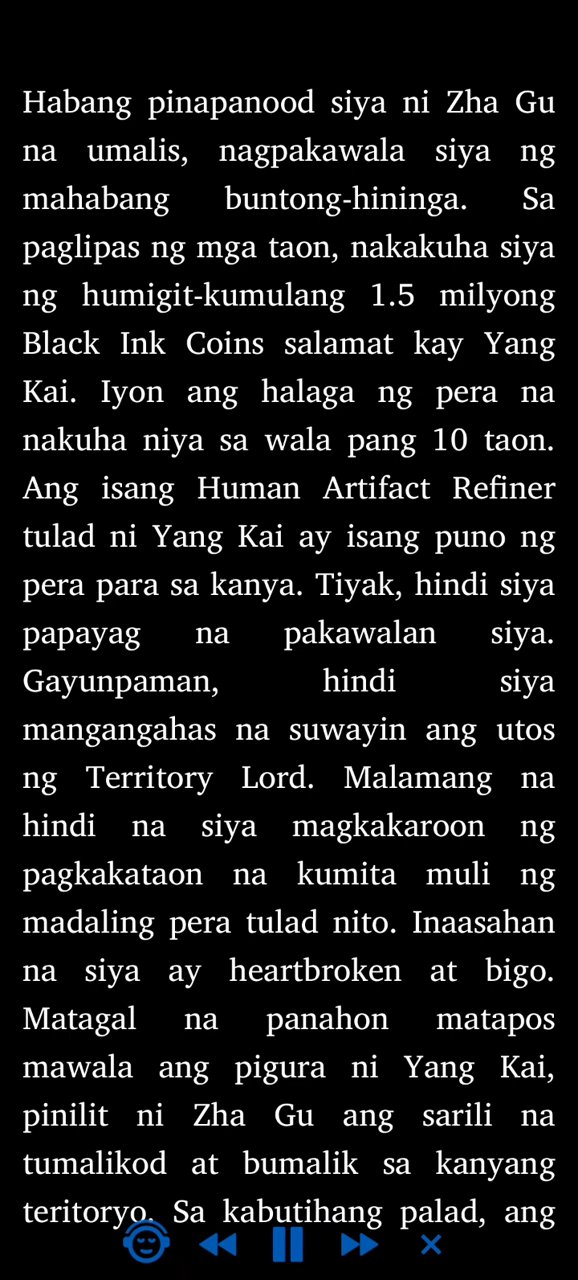 Habang pinapanood siya ni Zha Gu
na umalis, nagpakawala siya ng
mahabang buntong-hininga. Sa
paglipas ng mga taon, nakakuha siya
ng humigit-kumulang 1.5 milyong
Black Ink Coins salamat kay Yang
Kai. Iyon ang halaga ng pera na
nakuha niya sa wala pang 10 taon.
Ang isang Human Artifact Refiner
tulad ni Yang Kai ay isang puno ng
pera para sa kanya. Tiyak, hindi siya
papayag na pakawalan siya.
Gayunpaman, hindi siya
mangangahas na suwayin ang utos
ng Territory Lord. Malamang na
hindi na siya magkakaroon ng
pagkakataon na kumita muli ng
madaling pera tulad nito. Inaasahan
na siya ay heartbroken at bigo.
Matagal na panahon matapos
mawala ang pigura ni Yang Kai,
pinilit ni Zha Gu ang sarili na
tumalikod at bumalik sa kanyang
teritoryo. Sa kabutihang palad, ang